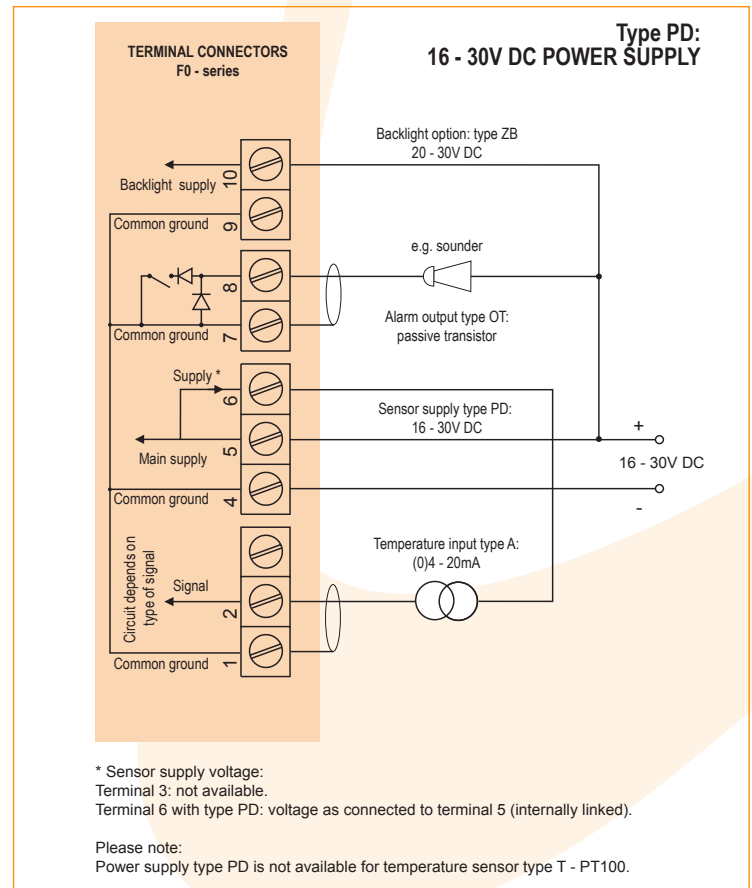 Type PD:
16 - 30V DC POWER SUPPLY
TERMINAL CONNECTORS
F0 - series
Backlight option: type ZB
20 - 30V DC
Backlight supply
10
Common ground
9
e.g. sounder
8
Alarm output type OT:
passive transistor
Common ground
7
Supply *
6
Sensor supply type PD:
16 - 30V DC
+
Main supply
5
16 - 30V DC
Common ground
4
-
Temperature input type A:
(0)4 - 20mA
Circuit depends on
type of signal
Signal
2
Common ground
1
* Sensor supply voltage:
Terminal 3: not available.
Terminal 6 with type PD: voltage as connected to terminal 5 (internally linked).
Please note:
Power supply type PD is not available for temperature sensor type T - PT100.